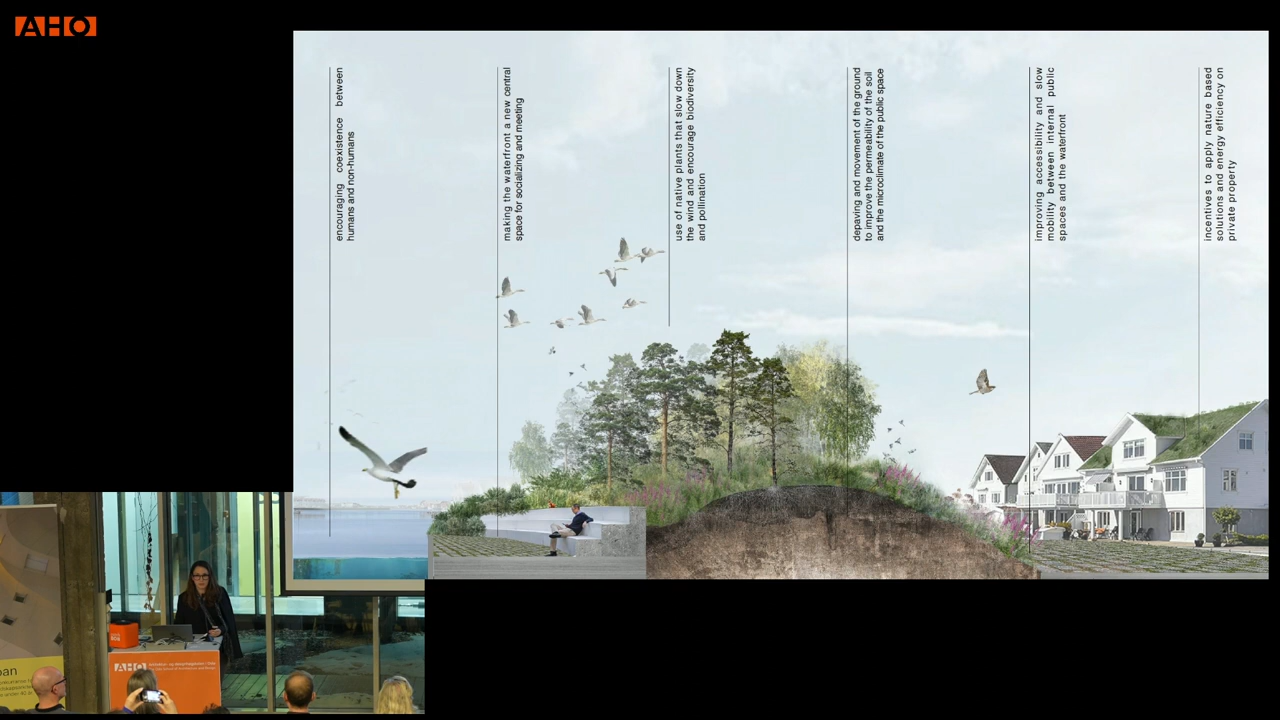 AHO
encouraging coexistence between
humans and non-humans
making the waterfront a new central
space for socializing and meeting
use of native plants that slow down
the wind and encourage biodiversity
and pollination
depaving and movement of the ground
to improve the permeability of the soil
and the microclimate of the public space
improving accessibility and slow
mobility between internal public
spaces and the waterfront
incentives to apply nature based
solutions and energy efficiency on
private property
AHO